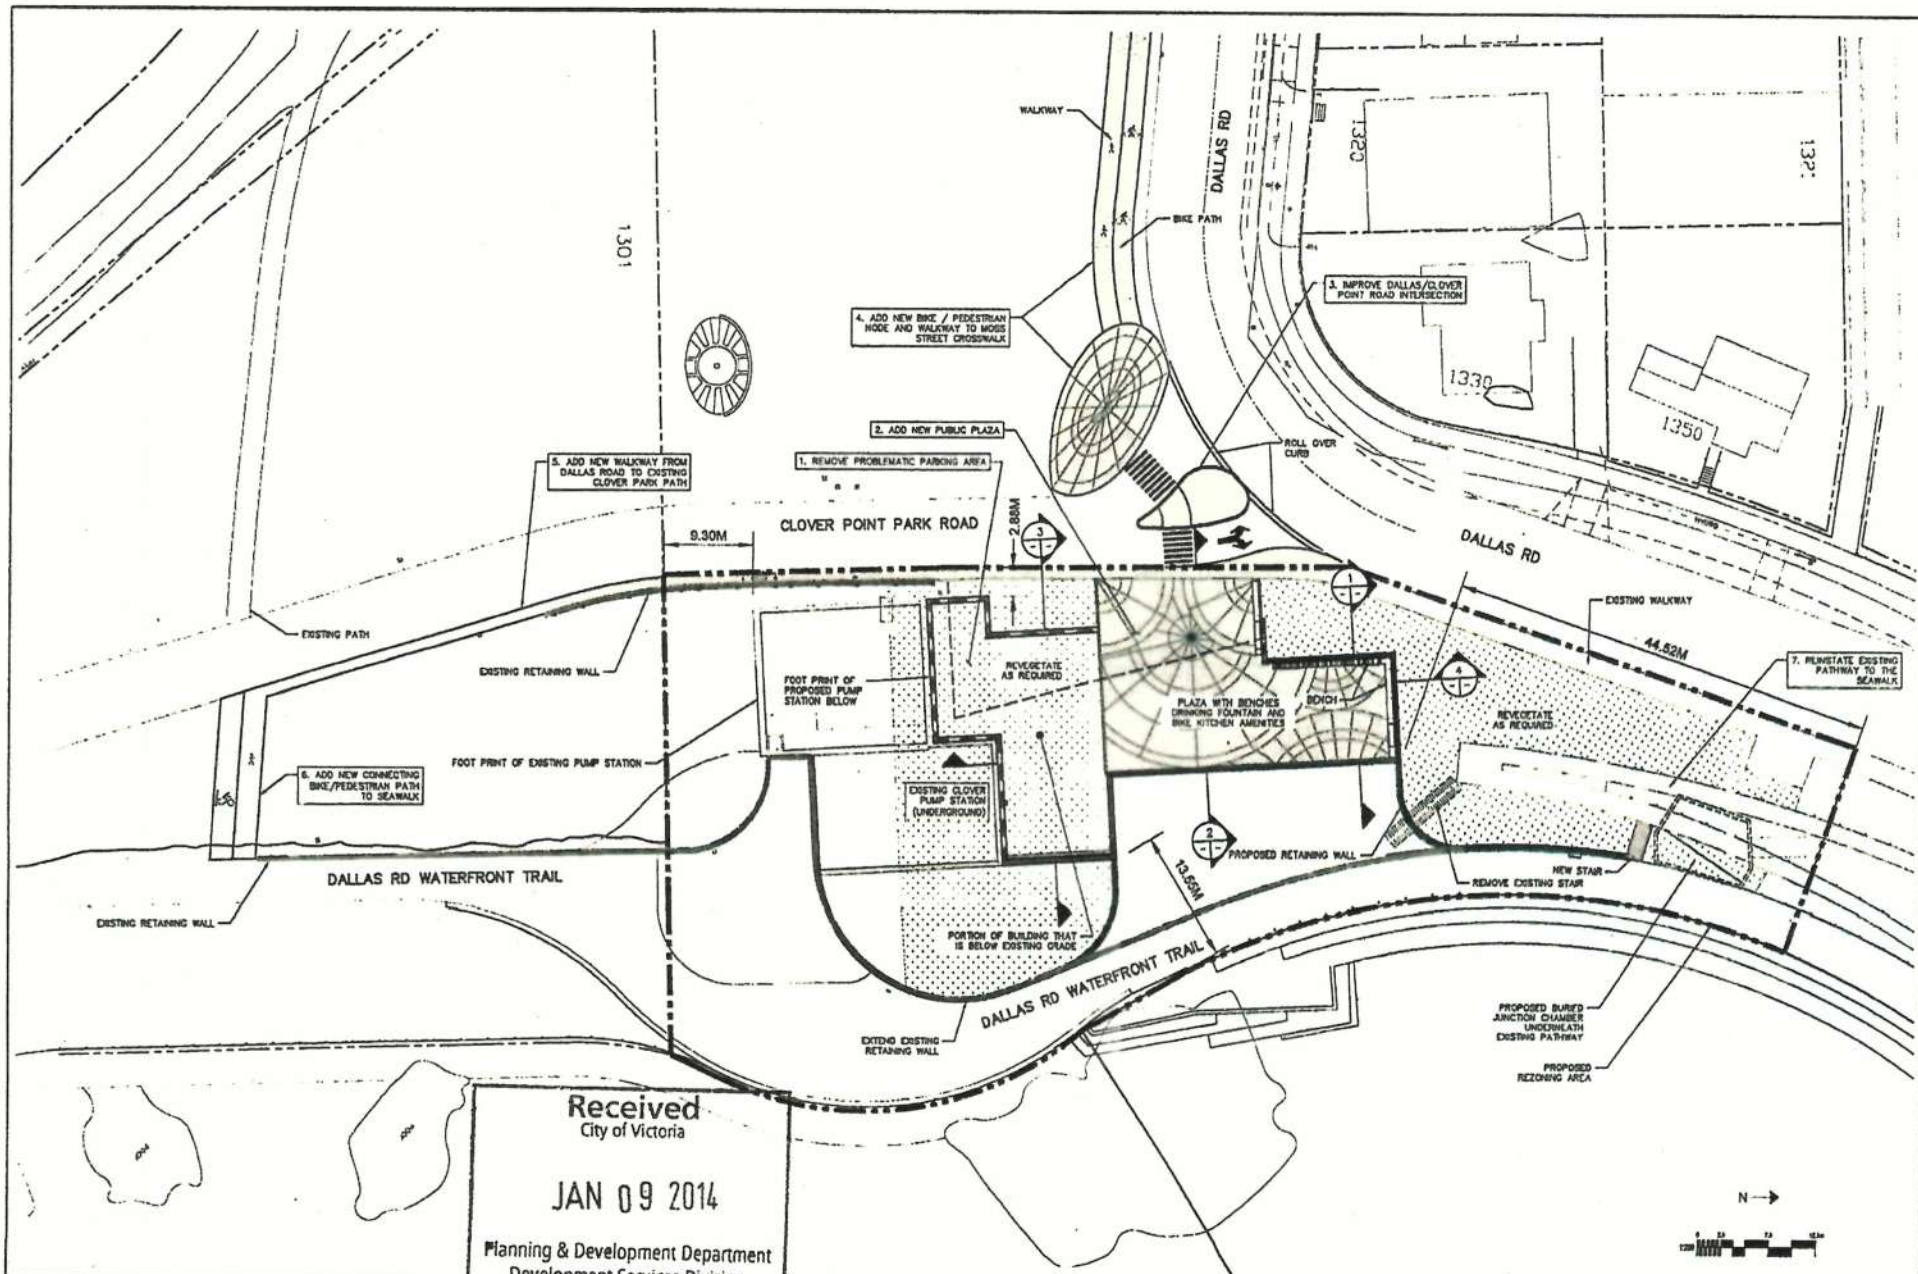 WALKWAY
DALLAS RD
1320
132
1301
BIKE PATH
3. IMPROVE DALLAS/CLOVER
POINT ROAD INTERSECTION
4. ADD NEW BIKE / PEDESTRIAN
NODE AND WALKWAY TO MOSS
STREET CROSSWALK
1330
1350
2. ADD NEW PUBLIC PLAZA
ROLL OVER
CURB
1. REMOVE PROBLEMATIC PARKING AREA
5. ADD NEW WALKWAY FROM
DALLAS ROAD TO EXISTING
CLOVER PARK PATH
CLOVER POINT PARK ROAD
9.30M
2.88M
3
DALLAS RD
1
EXISTING WALKWAY
44.52M
EXISTING PATH
EXISTING RETAINING WALL
FOOT PRINT OF
PROPOSED PUMP
STATION BELOW
REVEGETATE
AS REQUIRED
PLAZA WITH BENCHES
DRINKING FOUNTAIN AND
BIKE KITCHEN AMENITIES
BENCH
4
7. REINSTATE EXISTING
PATHWAY TO THE
SEAWALK
REVEGETATE
AS REQUIRED
FOOT PRINT OF EXISTING PUMP STATION
6. ADD NEW CONNECTING
BIKE/PEDESTRIAN PATH
TO SEAWALK
EXISTING CLOVER
PUMP STATION
(UNDERGROUND)
2
PROPOSED RETAINING WALL
13.55M
NEW STAIR
REMOVE EXISTING STAIR
DALLAS RD WATERFRONT TRAIL
EXISTING RETAINING WALL
PORTION OF BUILDING THAT
IS BELOW EXISTING GRADE
DALLAS RD WATERFRONT TRAIL
EXTEND EXISTING
RETAINING WALL
PROPOSED BURIED
JUNCTION CHAMBER
UNDERNEATH
EXISTING PATHWAY
PROPOSED
REZONING AREA
Received
City of Victoria
JAN 09 2014
Planning & Development Department
Development Services Division
N